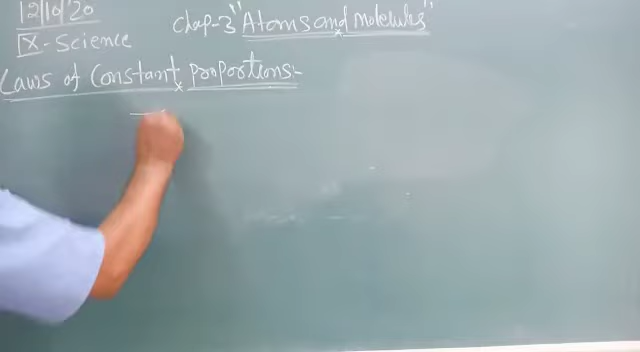 12/10/20
Chap-3 "Atoms and Molecules"
IX - Science
Laws of Constant proportions:-